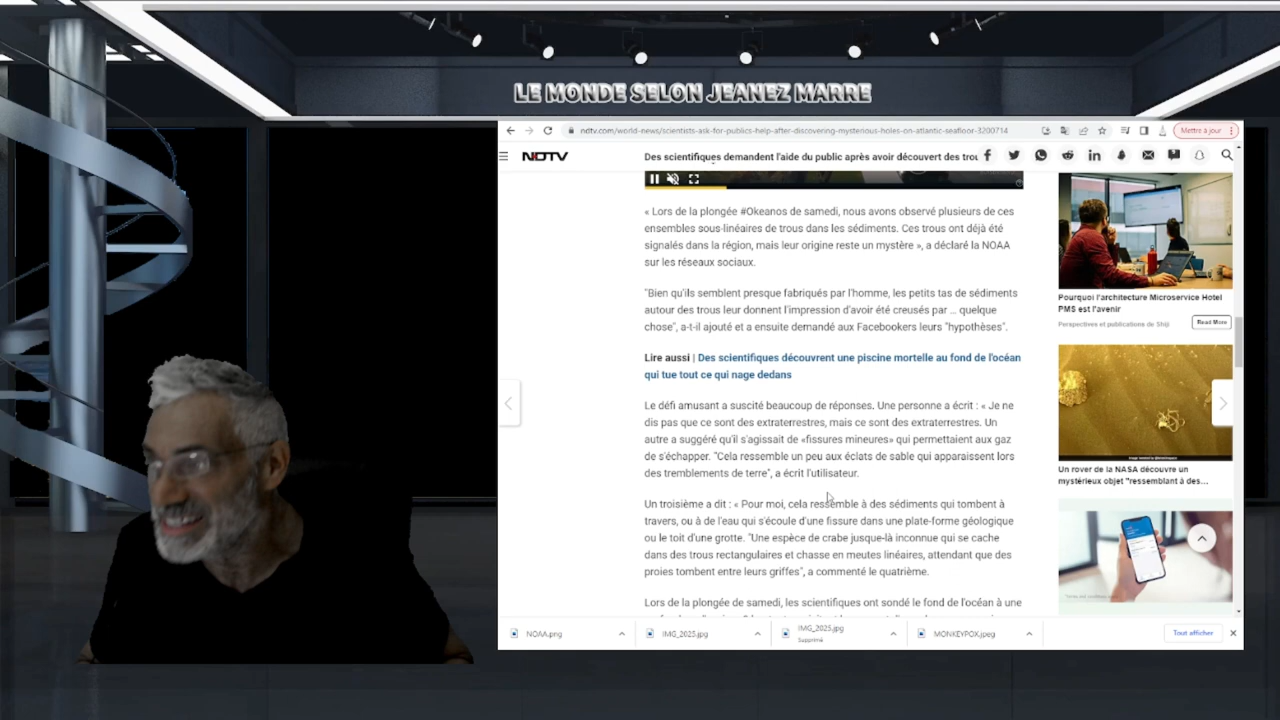 LE MONDE SELON JEANEZ MARRE
ndtv.com/world-news/scientists-ask-for-publics-help-after-discovering-mysterious-holes-on-atlantic-seafloor-3200714
Mettre à jour
NDTV
Des scientifiques demandent l'aide du public après avoir découvert des trou
« Lors de la plongée #Okeanos de samedi, nous avons observé plusieurs de ces
ensembles sous-linéaires de trous dans les sédiments. Ces trous ont déjà été
signalés dans la région, mais leur origine reste un mystère », a déclaré la NOAA
sur les réseaux sociaux.
"Bien qu'ils semblent presque fabriqués par l'homme, les petits tas de sédiments
autour des trous leur donnent l'impression d'avoir été creusés par ... quelque
chose", a-t-il ajouté et a ensuite demandé aux Facebookers leurs "hypothèses".
Lire aussi | Des scientifiques découvrent une piscine mortelle au fond de l'océan
qui tue tout ce qui nage dedans
Le défi amusant a suscité beaucoup de réponses. Une personne a écrit : « Je ne
dis pas que ce sont des extraterrestres, mais ce sont des extraterrestres. Un
autre a suggéré qu'il s'agissait de «fissures mineures» qui permettaient aux gaz
de s'échapper. "Cela ressemble un peu aux éclats de sable qui apparaissent lors
des tremblements de terre", a écrit l'utilisateur.
Un troisième a dit : « Pour moi, cela ressemble à des sédiments qui tombent à
travers, ou à de l'eau qui s'écoule d'une fissure dans une plate-forme géologique
ou le toit d'une grotte. "Une espèce de crabe jusque-là inconnue qui se cache
dans des trous rectangulaires et chasse en meutes linéaires, attendant que des
proies tombent entre leurs griffes", a commenté le quatrième.
Lors de la plongée de samedi, les scientifiques ont sondé le fond de l'océan à une
Pourquoi l'architecture Microservice Hotel
PMS est l'avenir
Perspectives et publications de Shiji
Read More
Un rover de la NASA découvre un
mystérieux objet "ressemblant à des...
NOAA.png
IMG_2025.jpg
IMG_2025.jpg
Supprimé
MONKEYPOX.jpeg
Tout afficher